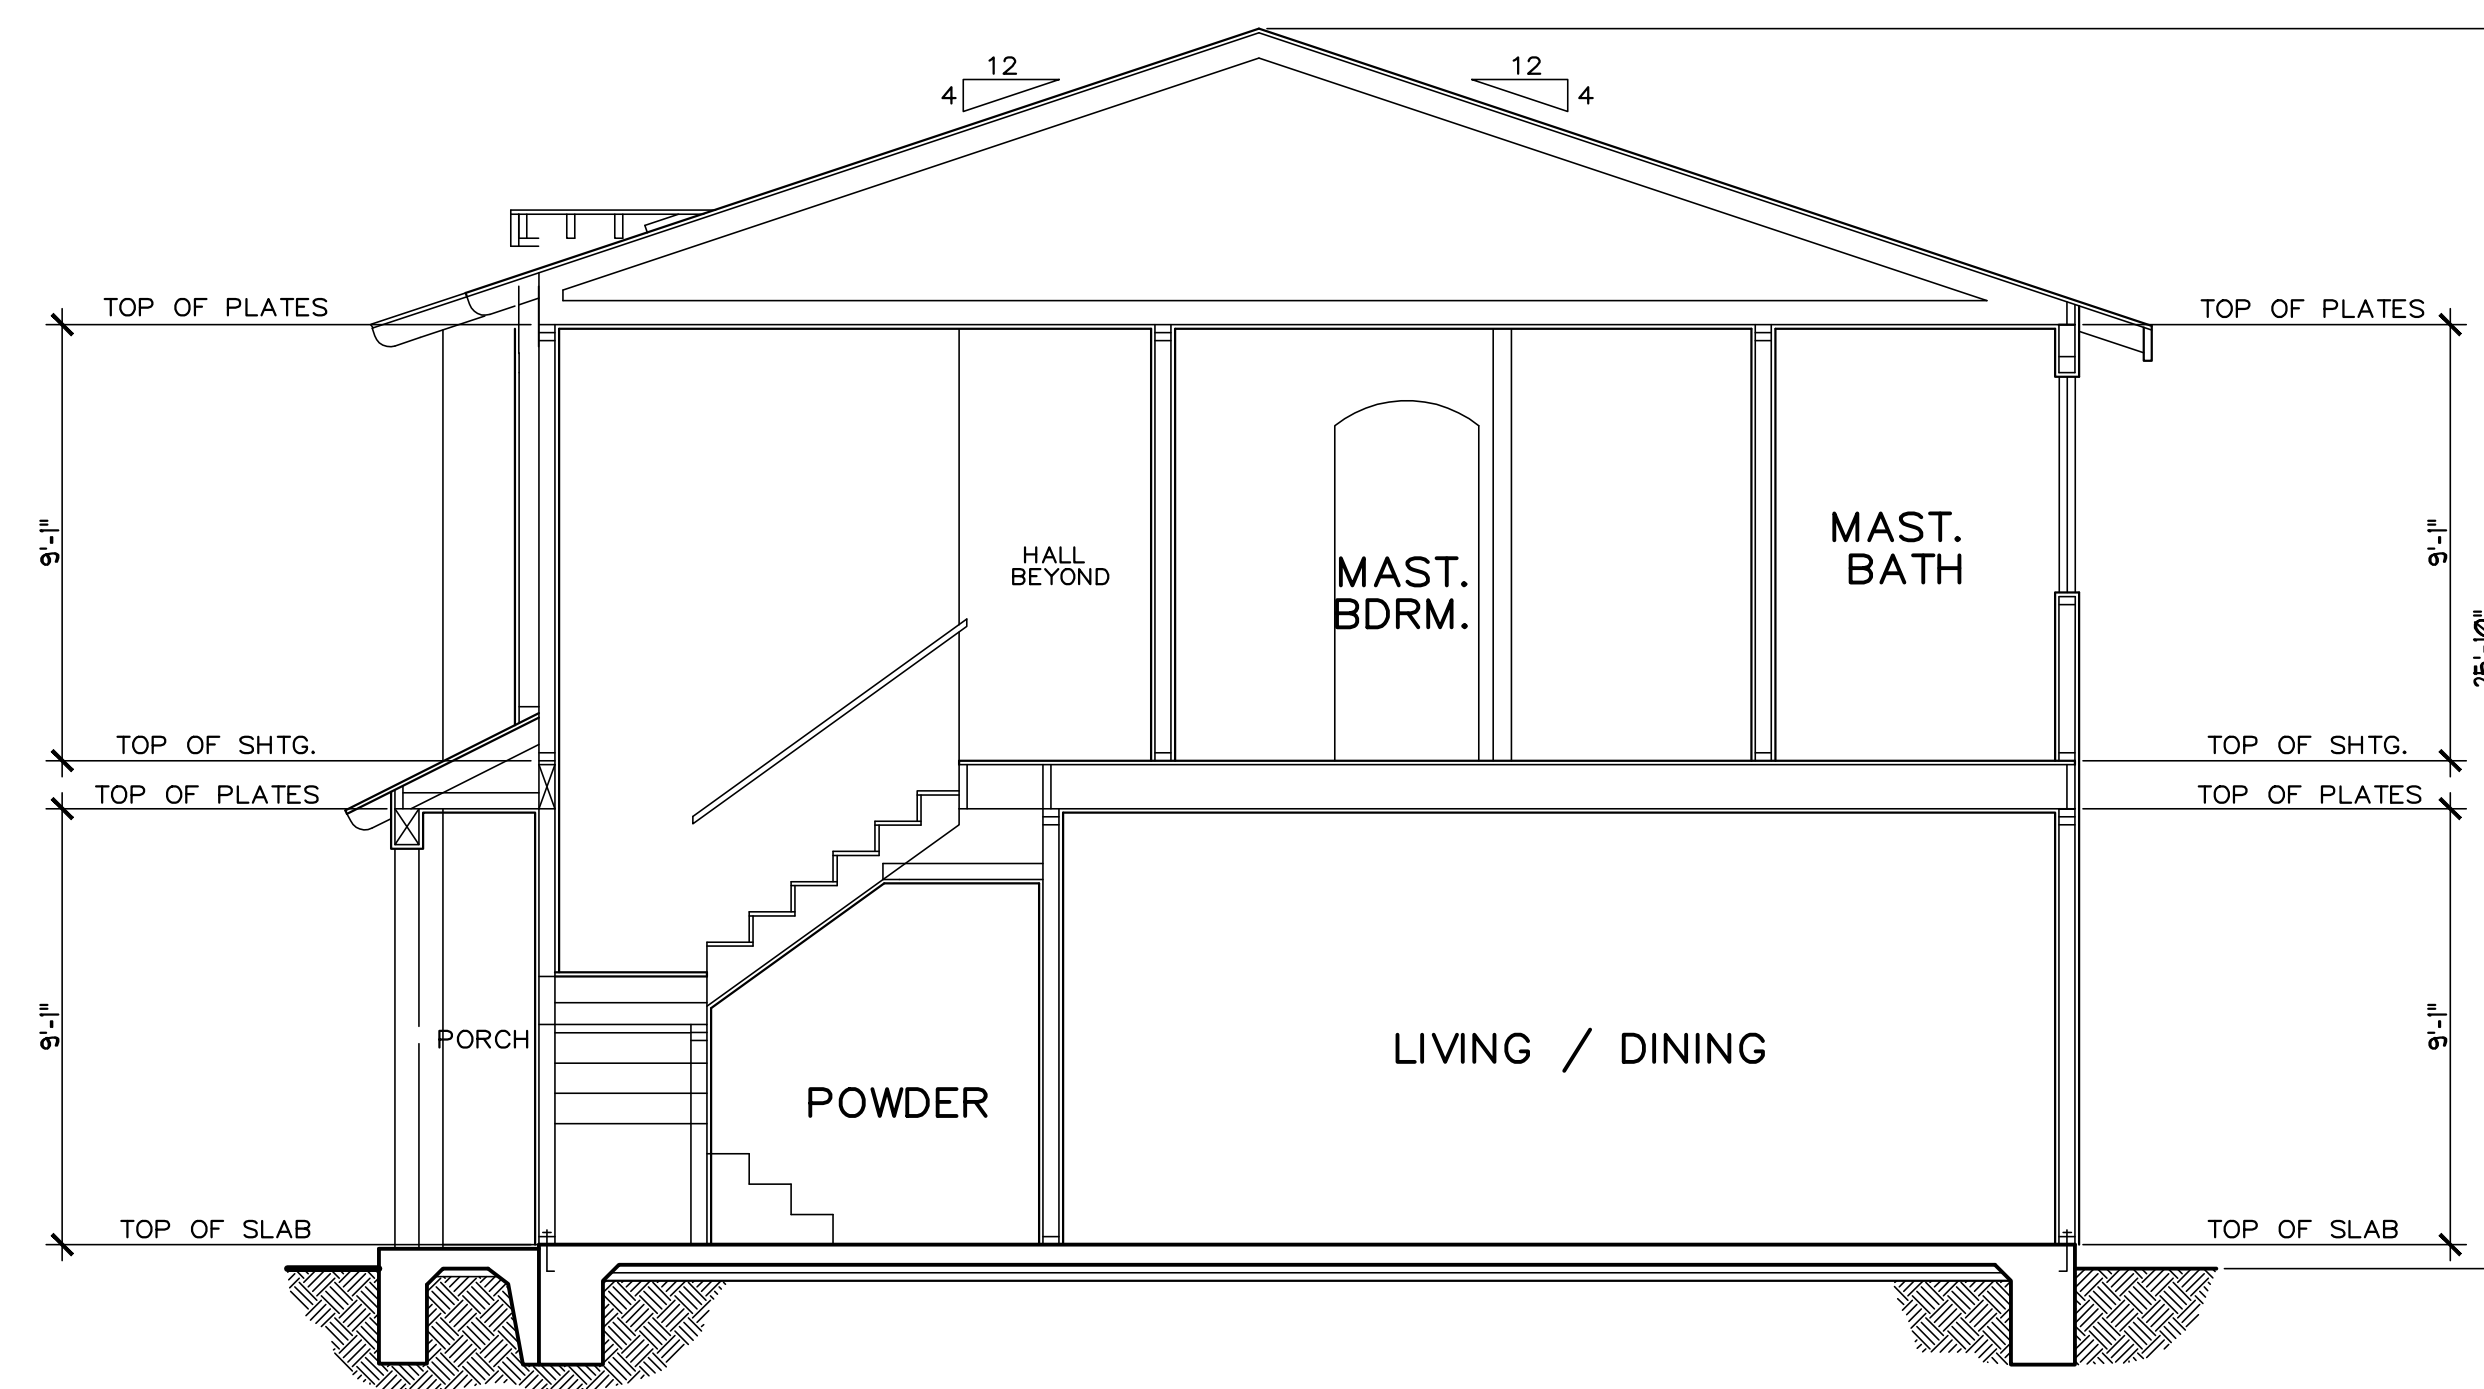 12
4
12
4
TOP OF PLATES
TOP OF PLATES
9'-1"
9'-1"
HALL
BEYOND
MAST.
BDRM.
MAST.
BATH
TOP OF SHTG.
TOP OF SHTG.
TOP OF PLATES
TOP OF PLATES
9'-1"
9'-1"
PORCH
POWDER
LIVING / DINING
TOP OF SLAB
TOP OF SLAB